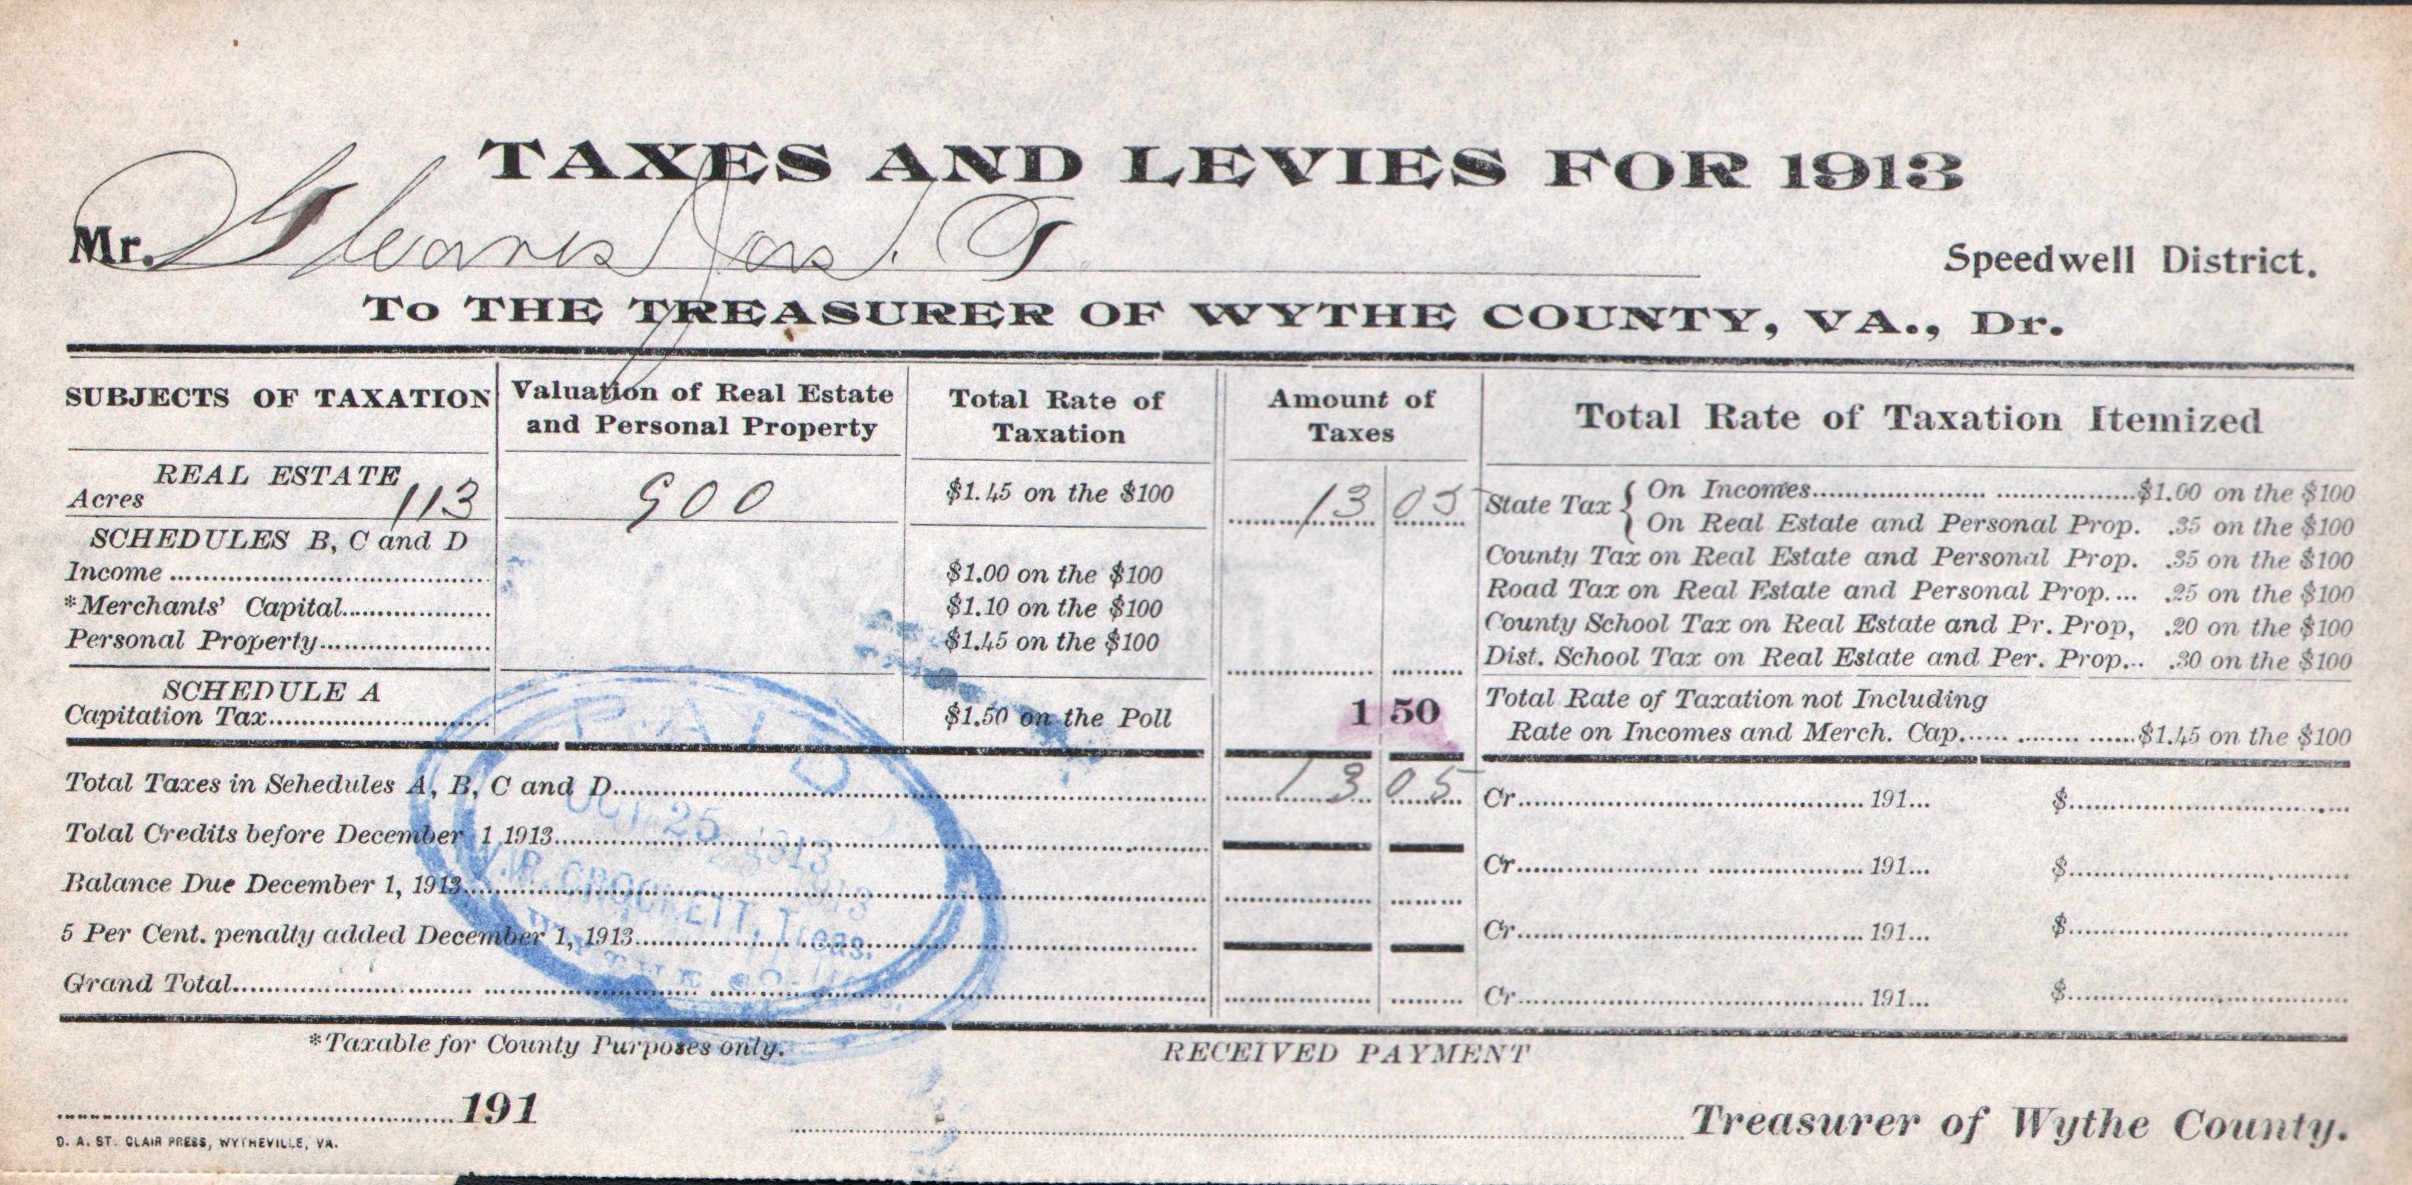 TAXES AND LEVIES FOR 1913
Mr. Gleaves Jas. T.
Speedwell District.
To THE TREASURER OF WYTHE COUNTY, VA., Dr.
SUBJECTS OF TAXATION
Valuation of Real Estate and Personal Property
Total Rate of Taxation
Amount of Taxes
Total Rate of Taxation Itemized
REAL ESTATE
Acres 113 900 $1.45 on the $100 13 05
SCHEDULES B, C and D
Income $1.00 on the $100
*Merchants' Capital $1.10 on the $100
Personal Property $1.45 on the $100
SCHEDULE A
Capitation Tax $1.50 on the Poll 1 50
State Tax { On Incomes $1.00 on the $100
On Real Estate and Personal Prop. .35 on the $100
County Tax on Real Estate and Personal Prop. .35 on the $100
Road Tax on Real Estate and Personal Prop.... .25 on the $100
County School Tax on Real Estate and Pr. Prop, .20 on the $100
Dist. School Tax on Real Estate and Per. Prop... .30 on the $100
Total Rate of Taxation not Including
Rate on Incomes and Merch. Cap. $1.45 on the $100
Total Taxes in Sehedules A, B, C and D 13 05
Total Credits before December 1 1913
Balance Due December 1, 1913
5 Per Cent. penalty added December 1, 1913
Grand Total
Cr. 191... $
Cr. 191... $
Cr. 191... $
Cr. 191... $
PAID
OCT 25 1913
CROCKETT, Treas.
WYTHE CO.
*Taxable for County Purposes only.
RECEIVED PAYMENT
191
Treasurer of Wythe County.
D. A. ST. CLAIR PRESS, WYTHEVILLE, VA.